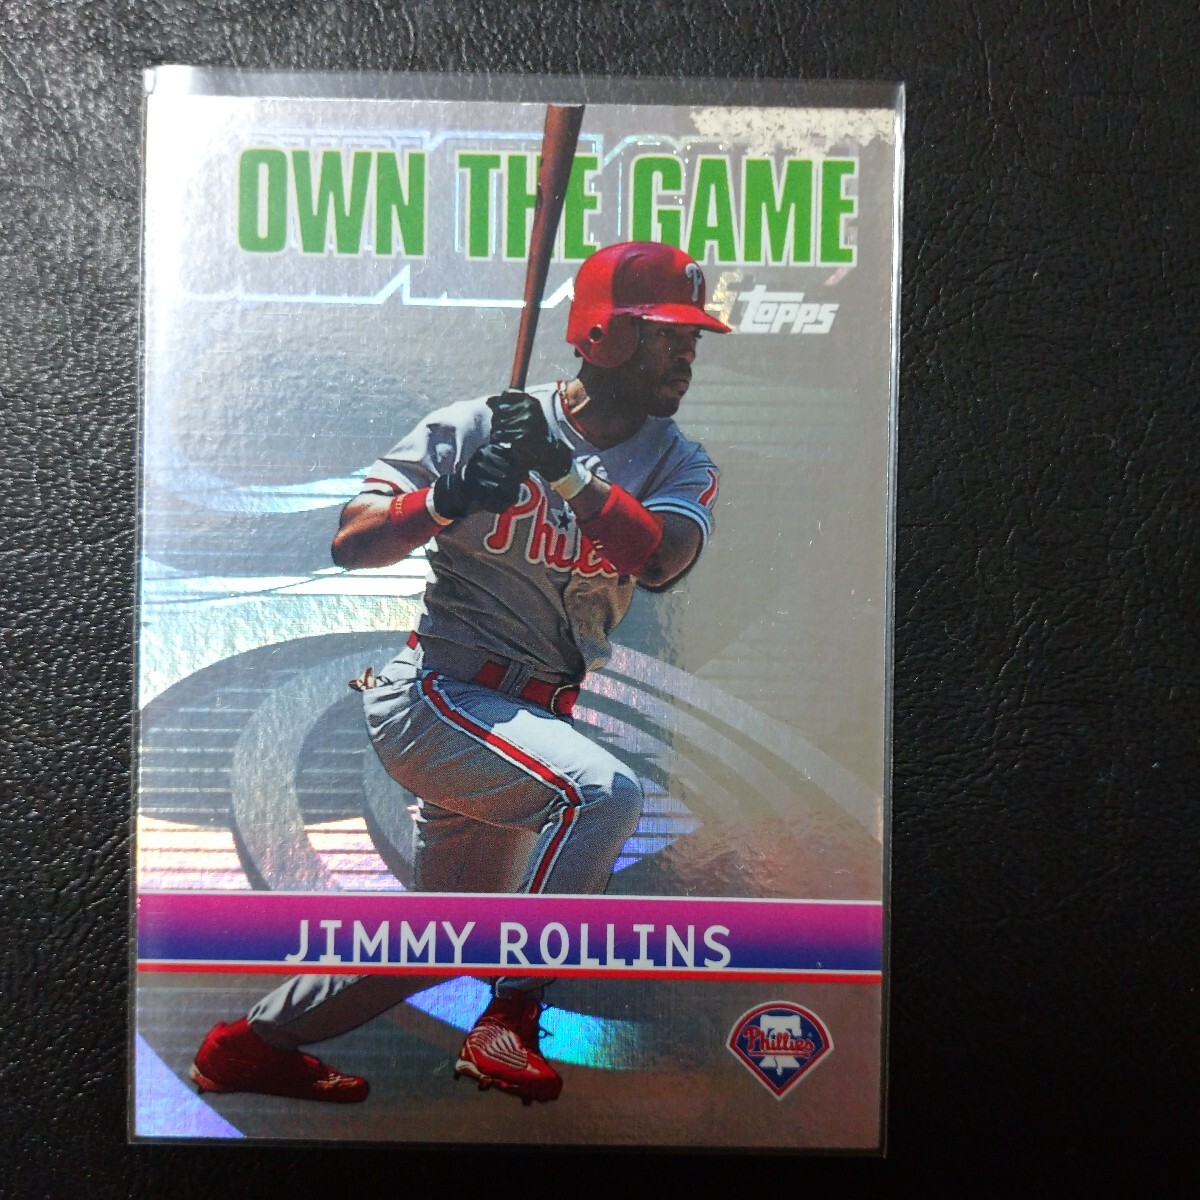 OWN THE GAME
P
topps
Phillies
JIMMY ROLLINS
Phillies